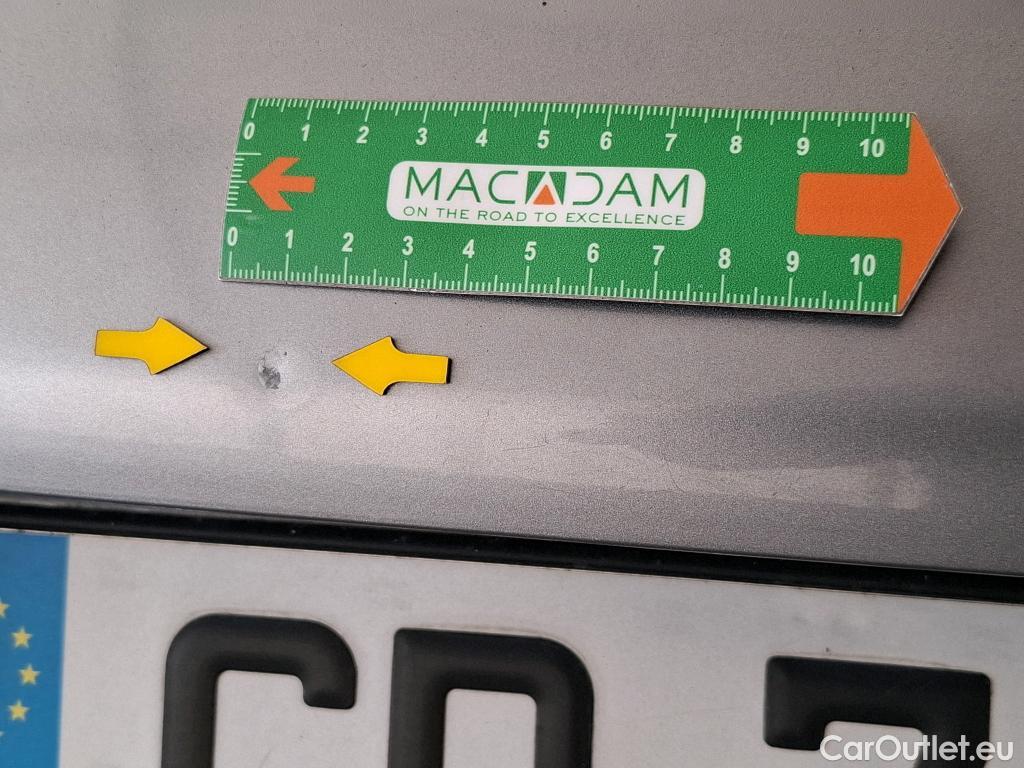 0 1 2 3 4 5 6 7 8 9 10
MACADAM
ON THE ROAD TO EXCELLENCE
0 1 2 3 4 5 6 7 8 9 10
CarOutlet.eu